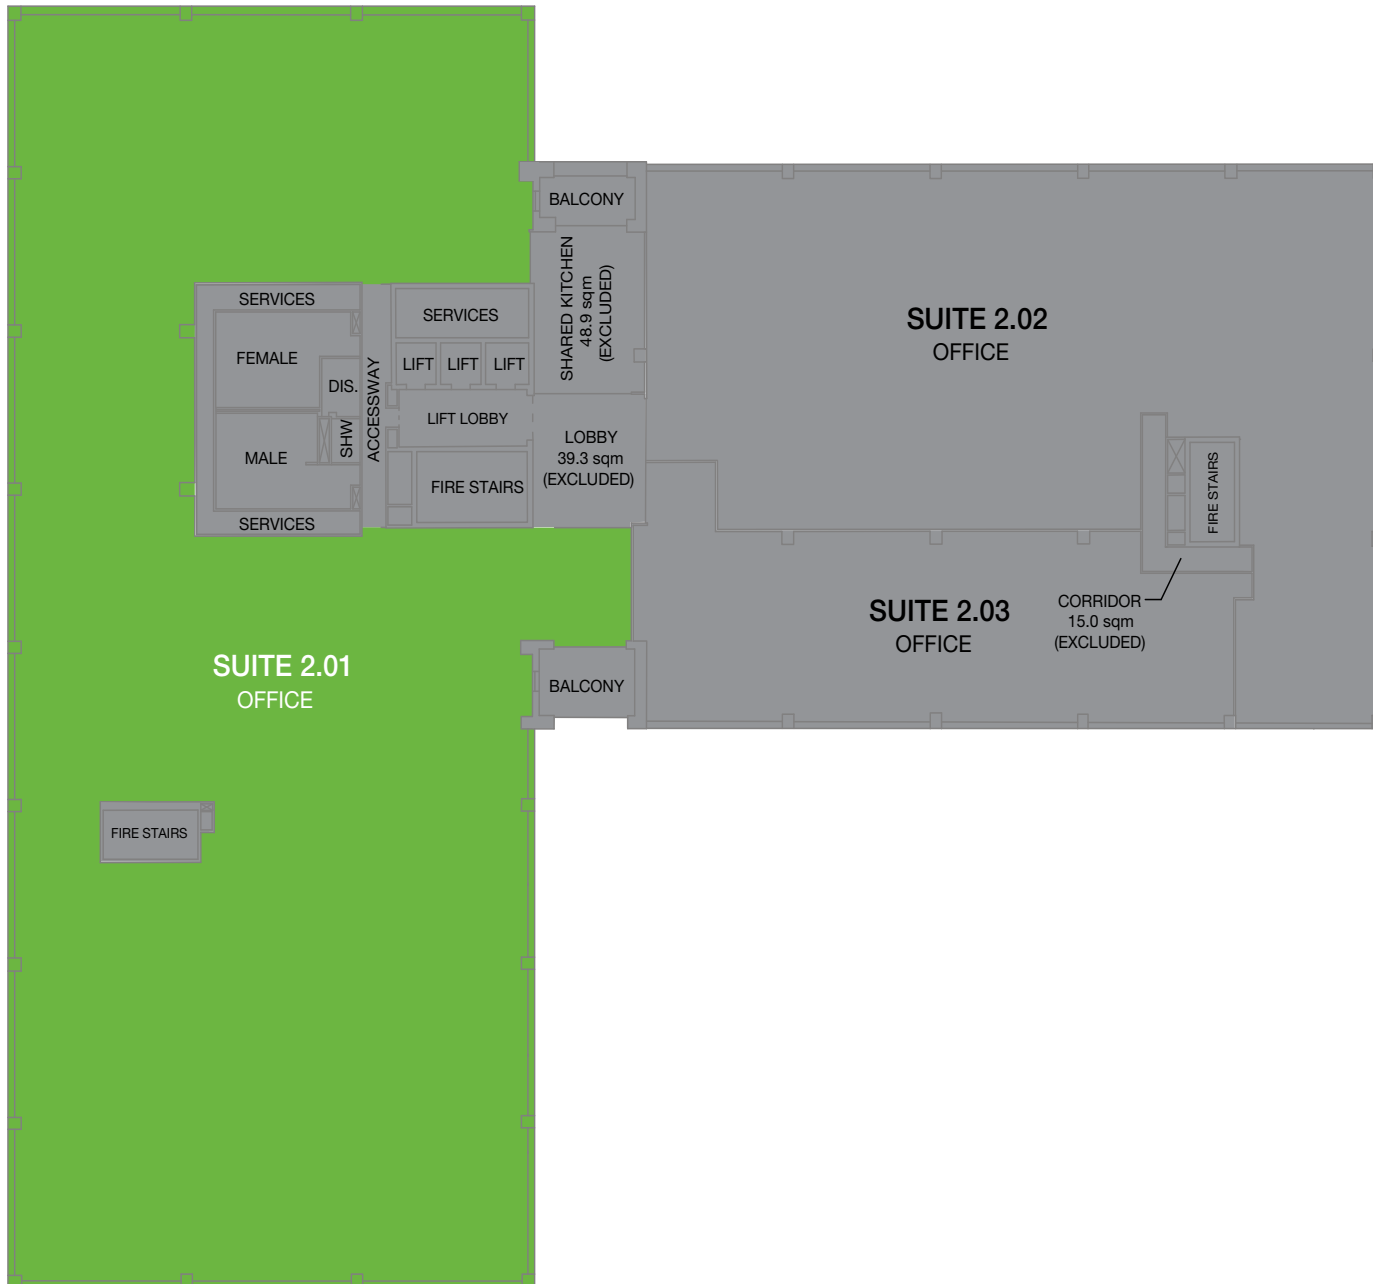 BALCONY
SHARED KITCHEN
48.9 sqm
(EXCLUDED)
SERVICES
FEMALE
DIS.
MALE
SHW
SERVICES
ACCESSWAY
SERVICES
LIFT
LIFT
LIFT
LIFT LOBBY
FIRE STAIRS
LOBBY
39.3 sqm
(EXCLUDED)
SUITE 2.02
OFFICE
FIRE STAIRS
SUITE 2.03
OFFICE
CORRIDOR
15.0 sqm
(EXCLUDED)
SUITE 2.01
OFFICE
BALCONY
FIRE STAIRS